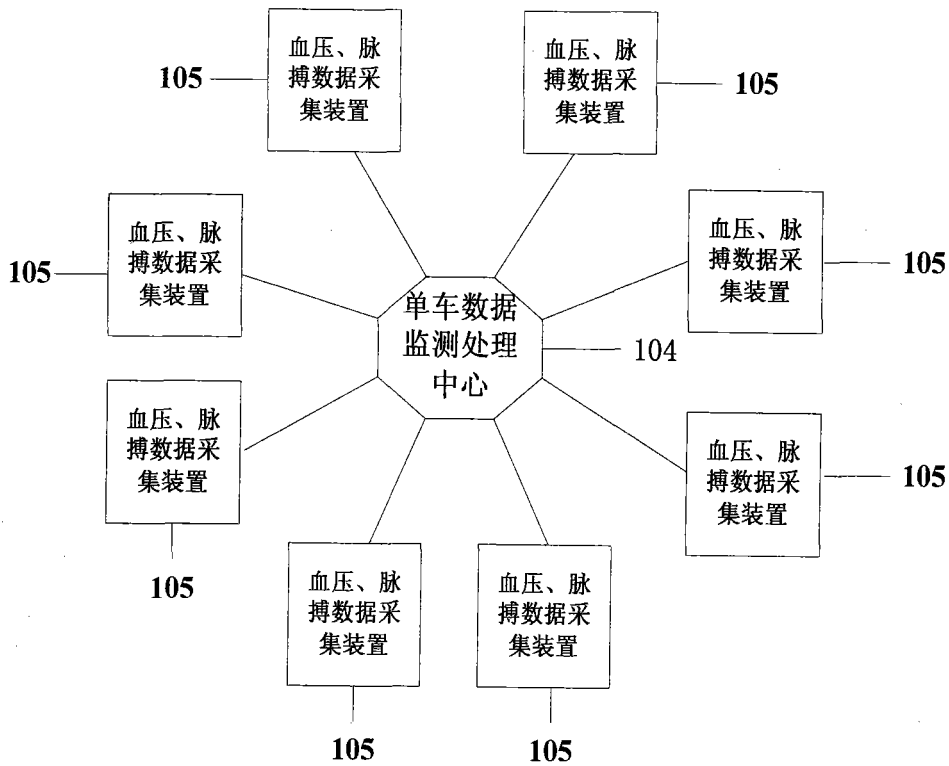 血压、脉
搏数据采
集装置
105
血压、脉
搏数据采
集装置
105
血压、脉
搏数据采
集装置
105
血压、脉
搏数据采
集装置
105
单车数据
监测处理
中心
104
血压、脉
搏数据采
集装置
105
血压、脉
搏数据采
集装置
105
血压、脉
搏数据采
集装置
105
血压、脉
搏数据采
集装置
105